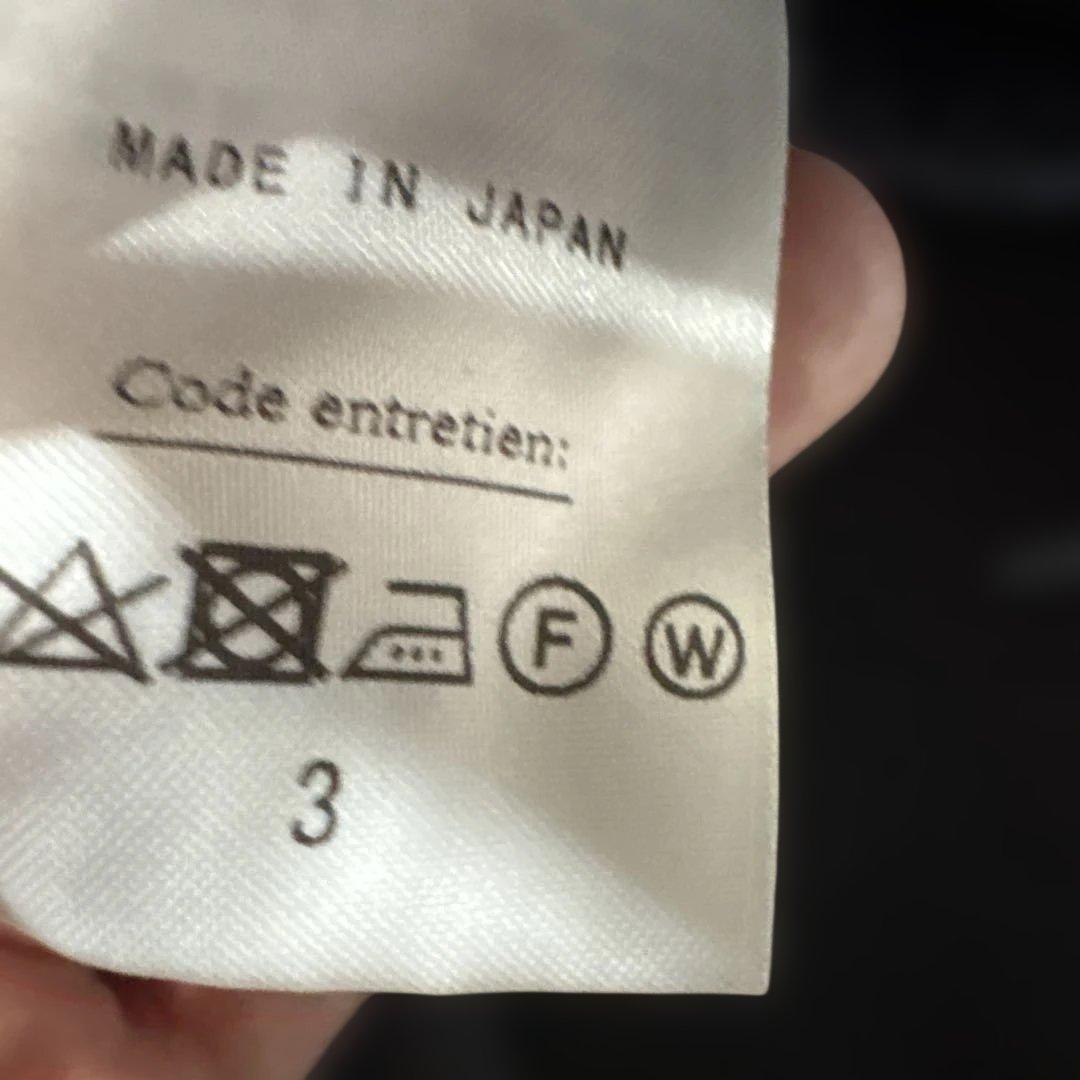 MADE IN JAPAN
Code entretien:
F W
3